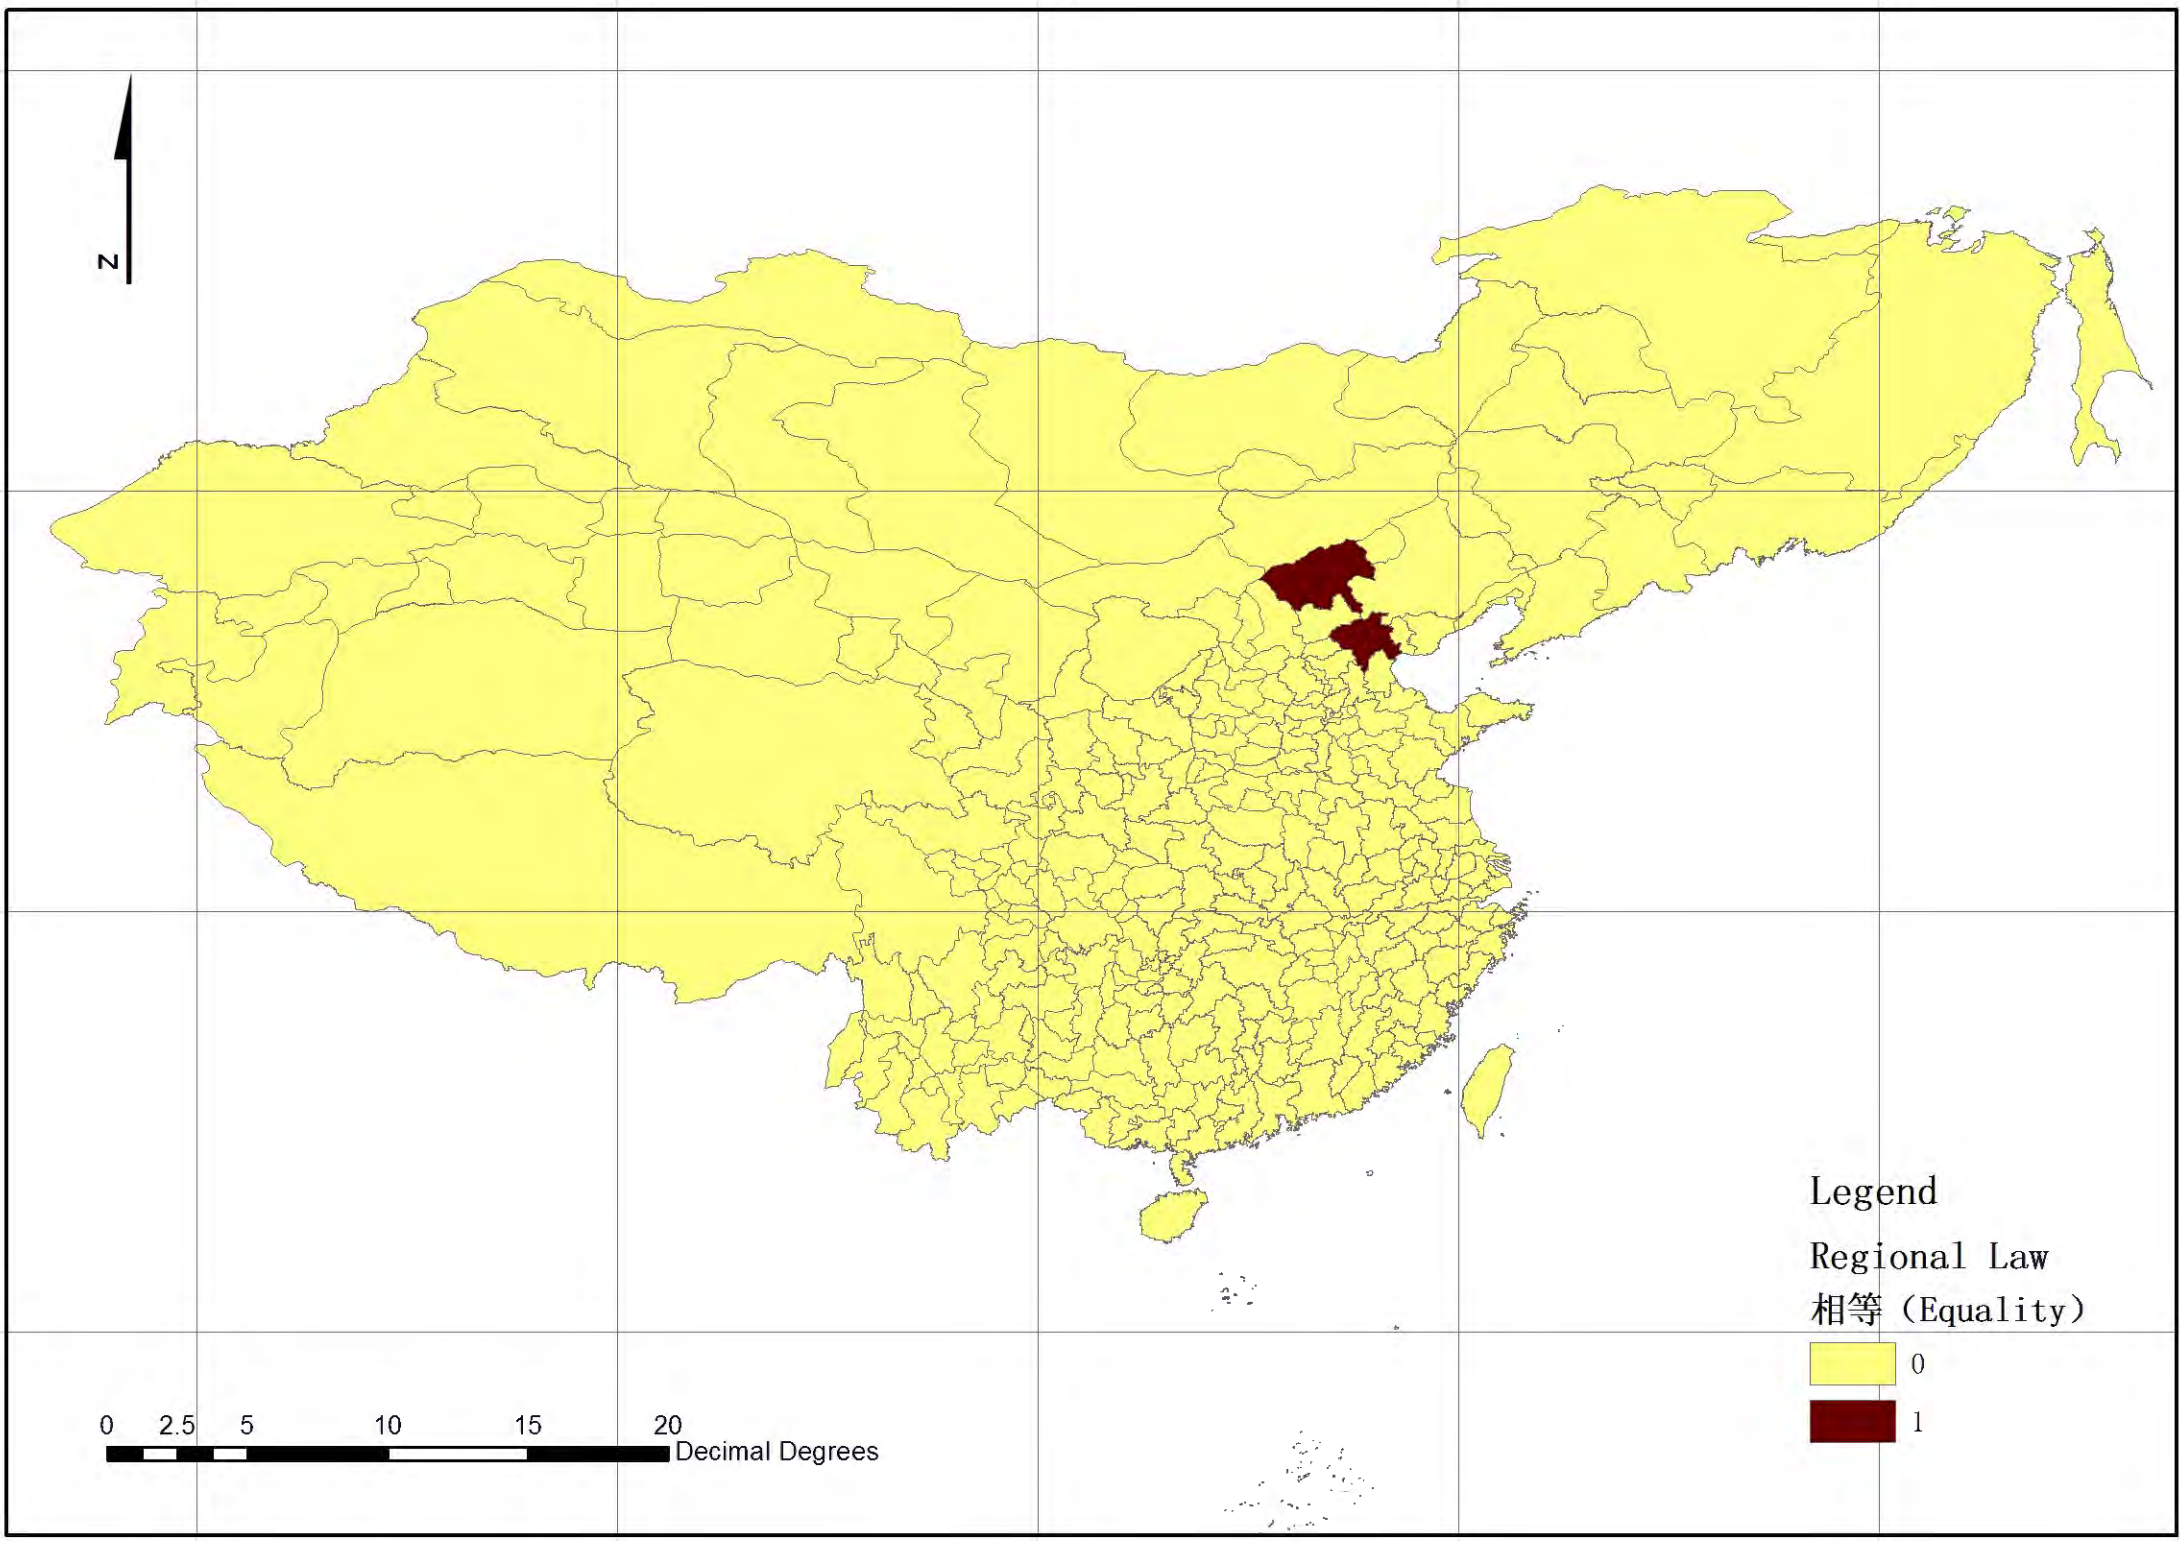 N
Legend
Regional Law
相等（Equality）
0
1
0 2.5 5 10 15 20
Decimal Degrees